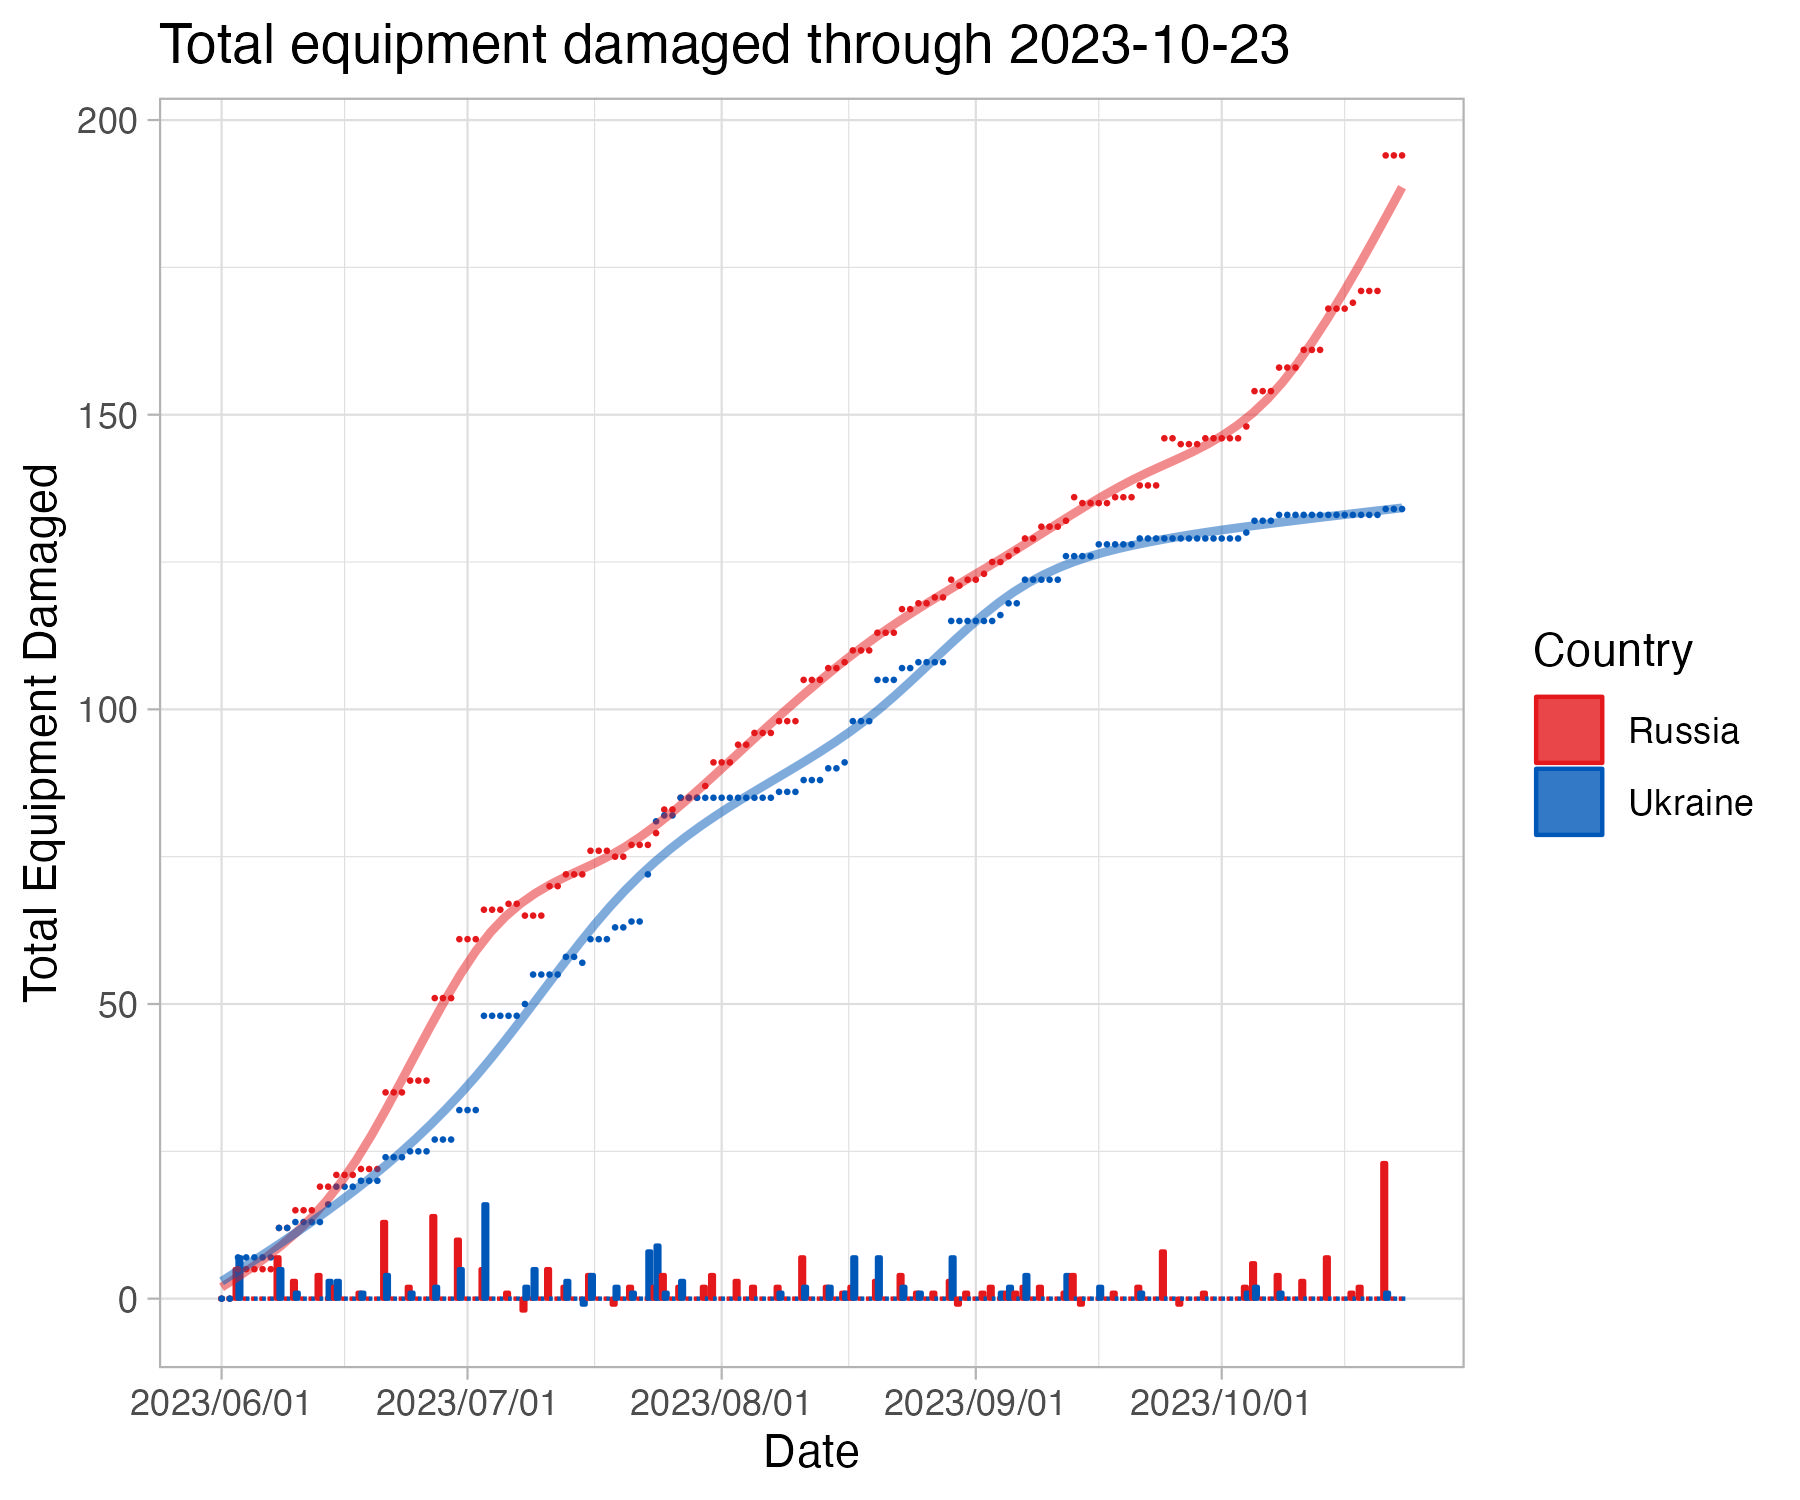 Total equipment damaged through 2023-10-23
Total Equipment Damaged
200
150
100
50
0
2023/06/01
2023/07/01
2023/08/01
2023/09/01
2023/10/01
Date
Country
Russia
Ukraine